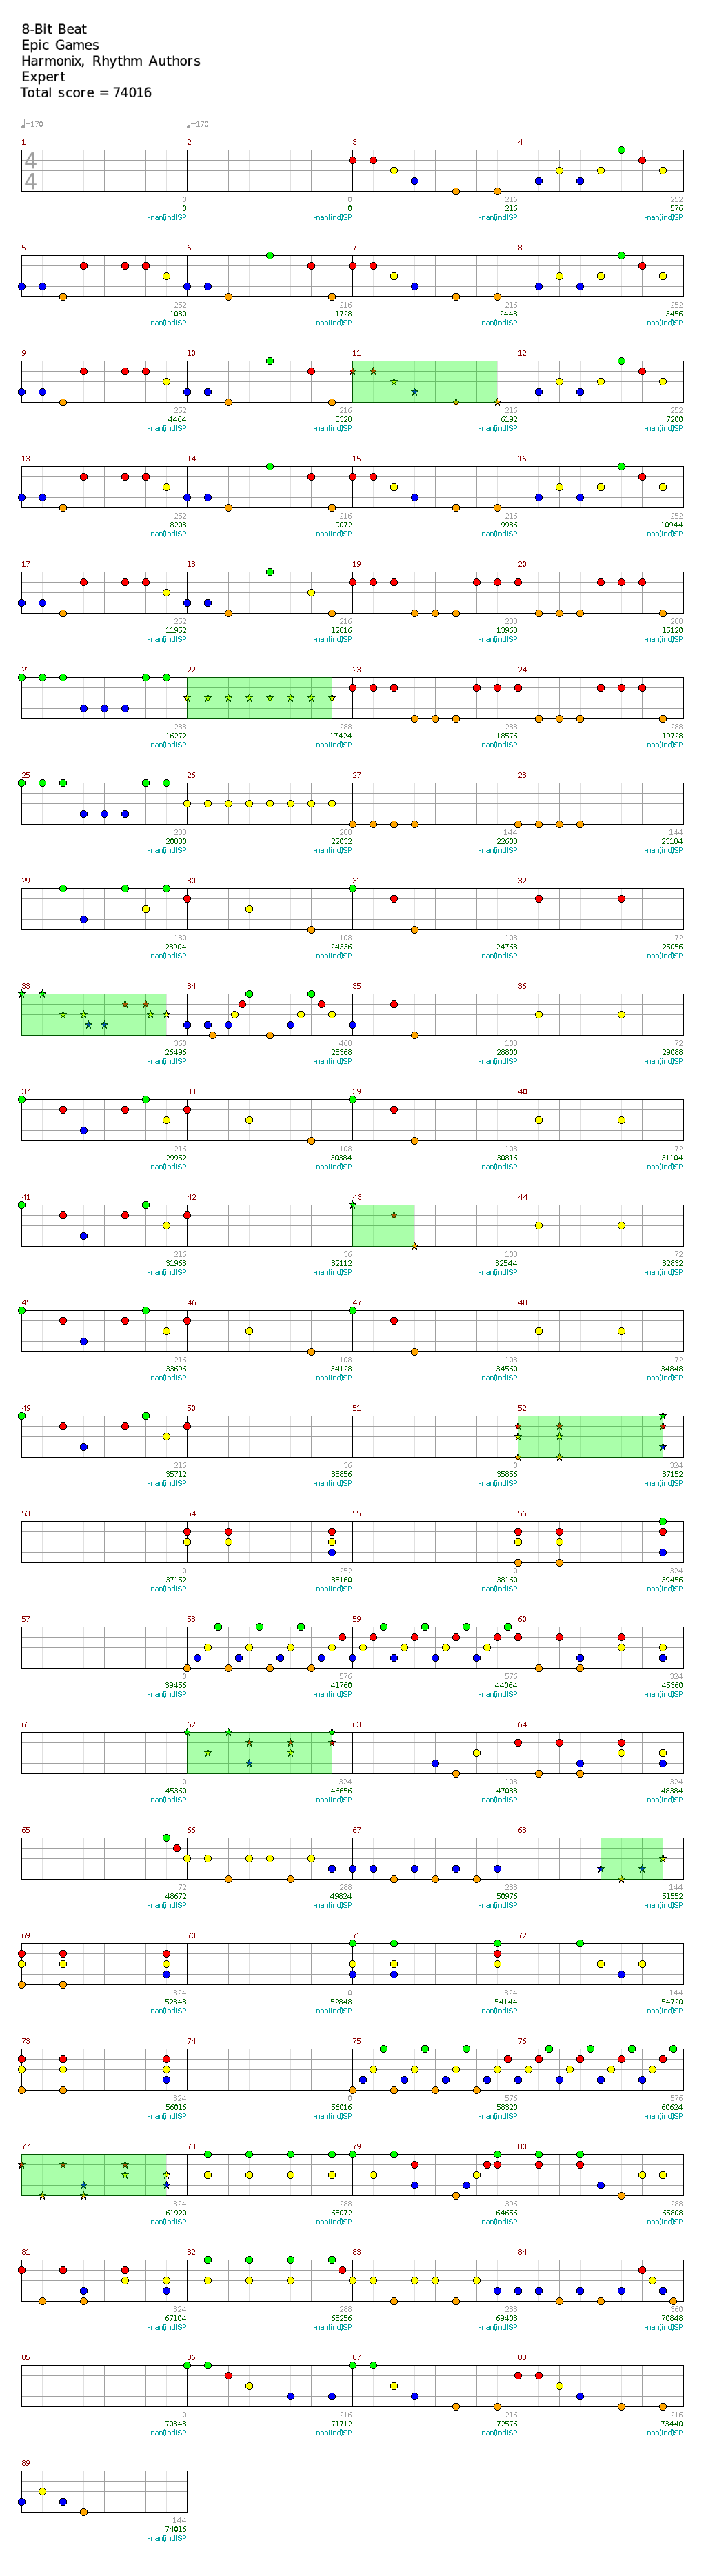 8-Bit Beat
Epic Games
Harmonix, Rhythm Authors
Expert
Total score = 74016
♩=170 ♩=170
1 2 3 4
4
4
0 0 216 252
0 0 216 576
-nan(ind)SP -nan(ind)SP -nan(ind)SP -nan(ind)SP
5 6 7 8
252 216 216 252
1080 1728 2448 3456
-nan(ind)SP -nan(ind)SP -nan(ind)SP -nan(ind)SP
9 10 11 12
252 216 216 252
4464 5328 6192 7200
-nan(ind)SP -nan(ind)SP -nan(ind)SP -nan(ind)SP
13 14 15 16
252 216 216 252
8208 9072 9936 10944
-nan(ind)SP -nan(ind)SP -nan(ind)SP -nan(ind)SP
17 18 19 20
252 216 288 288
11952 12816 13968 15120
-nan(ind)SP -nan(ind)SP -nan(ind)SP -nan(ind)SP
21 22 23 24
288 288 288 288
16272 17424 18576 19728
-nan(ind)SP -nan(ind)SP -nan(ind)SP -nan(ind)SP
25 26 27 28
288 288 144 144
20880 22032 22608 23184
-nan(ind)SP -nan(ind)SP -nan(ind)SP -nan(ind)SP
29 30 31 32
180 108 108 72
23904 24336 24768 25056
-nan(ind)SP -nan(ind)SP -nan(ind)SP -nan(ind)SP
33 34 35 36
360 468 108 72
26496 28368 28800 29088
-nan(ind)SP -nan(ind)SP -nan(ind)SP -nan(ind)SP
37 38 39 40
216 108 108 72
29952 30384 30816 31104
-nan(ind)SP -nan(ind)SP -nan(ind)SP -nan(ind)SP
41 42 43 44
216 36 108 72
31968 32112 32544 32832
-nan(ind)SP -nan(ind)SP -nan(ind)SP -nan(ind)SP
45 46 47 48
216 108 108 72
33696 34128 34560 34848
-nan(ind)SP -nan(ind)SP -nan(ind)SP -nan(ind)SP
49 50 51 52
216 36 0 324
35712 35856 35856 37152
-nan(ind)SP -nan(ind)SP -nan(ind)SP -nan(ind)SP
53 54 55 56
0 252 0 324
37152 38160 38160 39456
-nan(ind)SP -nan(ind)SP -nan(ind)SP -nan(ind)SP
57 58 59 60
0 576 576 324
39456 41760 44064 45360
-nan(ind)SP -nan(ind)SP -nan(ind)SP -nan(ind)SP
61 62 63 64
0 324 108 324
45360 46656 47088 48384
-nan(ind)SP -nan(ind)SP -nan(ind)SP -nan(ind)SP
65 66 67 68
72 288 288 144
48672 49824 50976 51552
-nan(ind)SP -nan(ind)SP -nan(ind)SP -nan(ind)SP
69 70 71 72
324 0 324 144
52848 52848 54144 54720
-nan(ind)SP -nan(ind)SP -nan(ind)SP -nan(ind)SP
73 74 75 76
324 0 576 576
56016 56016 58320 60624
-nan(ind)SP -nan(ind)SP -nan(ind)SP -nan(ind)SP
77 78 79 80
324 288 396 288
61920 63072 64656 65808
-nan(ind)SP -nan(ind)SP -nan(ind)SP -nan(ind)SP
81 82 83 84
324 288 288 360
67104 68256 69408 70848
-nan(ind)SP -nan(ind)SP -nan(ind)SP -nan(ind)SP
85 86 87 88
0 216 216 216
70848 71712 72576 73440
-nan(ind)SP -nan(ind)SP -nan(ind)SP -nan(ind)SP
89
144
74016
-nan(ind)SP